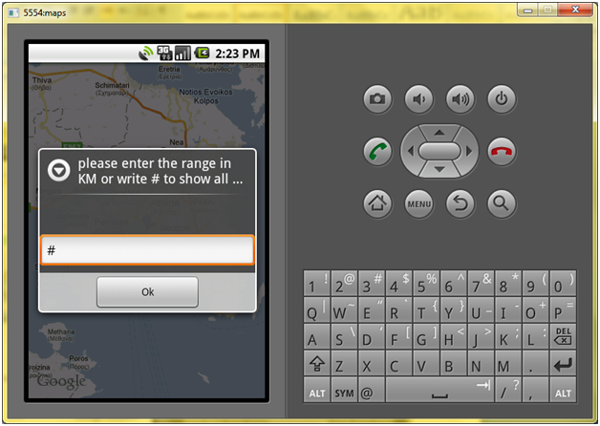 5554:maps
3G
2:23 PM
Thiva
Eretria
Schimatari
Notios Evoikos
Kolpos
Nea
please enter the range in
KM or write # to show all ...
#
Ok
Methana
Poros
Google
MENU
1 ! 2 @ 3 # 4 $ 5 % 6 ^ 7 & 8 * 9 ( 0 )
Q | W ~ E " R ` T { Y } U _ I - O + P =
A S \ D ' F [ G ] H < J > K ; L : DEL
Z X C V B N M .
ALT SYM @ / ? , ALT